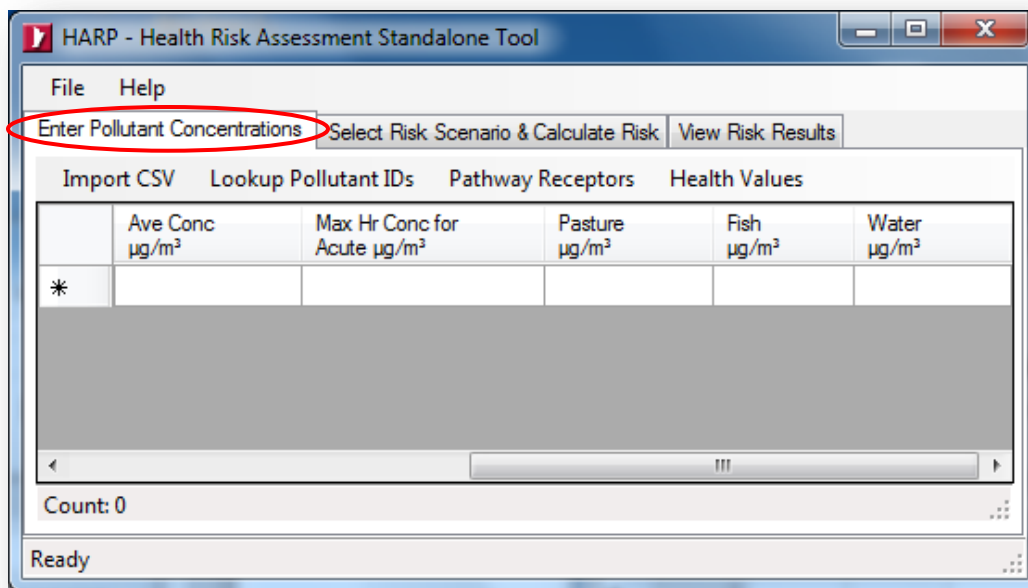 HARP - Health Risk Assessment Standalone Tool
File Help
Enter Pollutant Concentrations Select Risk Scenario & Calculate Risk View Risk Results
Import CSV Lookup Pollutant IDs Pathway Receptors Health Values
Ave Conc Max Hr Conc for Pasture Fish Water
µg/m³ Acute µg/m³ µg/m³ µg/m³ µg/m³
Count: 0
Ready